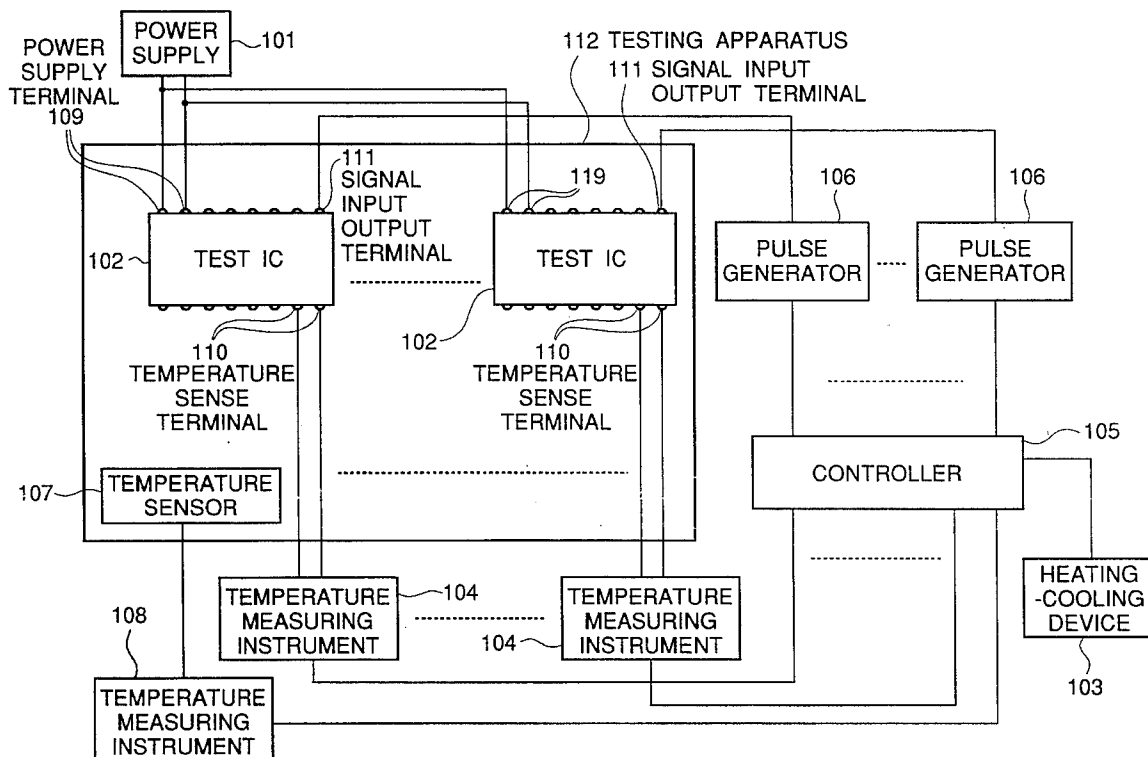 POWER
SUPPLY
101
POWER
SUPPLY
TERMINAL
109
112 TESTING APPARATUS
111 SIGNAL INPUT
OUTPUT TERMINAL
111
SIGNAL
INPUT
OUTPUT
TERMINAL
119
106
106
102
TEST IC
TEST IC
PULSE
GENERATOR
PULSE
GENERATOR
102
110
TEMPERATURE
SENSE
TERMINAL
110
TEMPERATURE
SENSE
TERMINAL
105
CONTROLLER
107
TEMPERATURE
SENSOR
TEMPERATURE
MEASURING
INSTRUMENT
104
TEMPERATURE
MEASURING
INSTRUMENT
104
HEATING
-COOLING
DEVICE
103
108
TEMPERATURE
MEASURING
INSTRUMENT